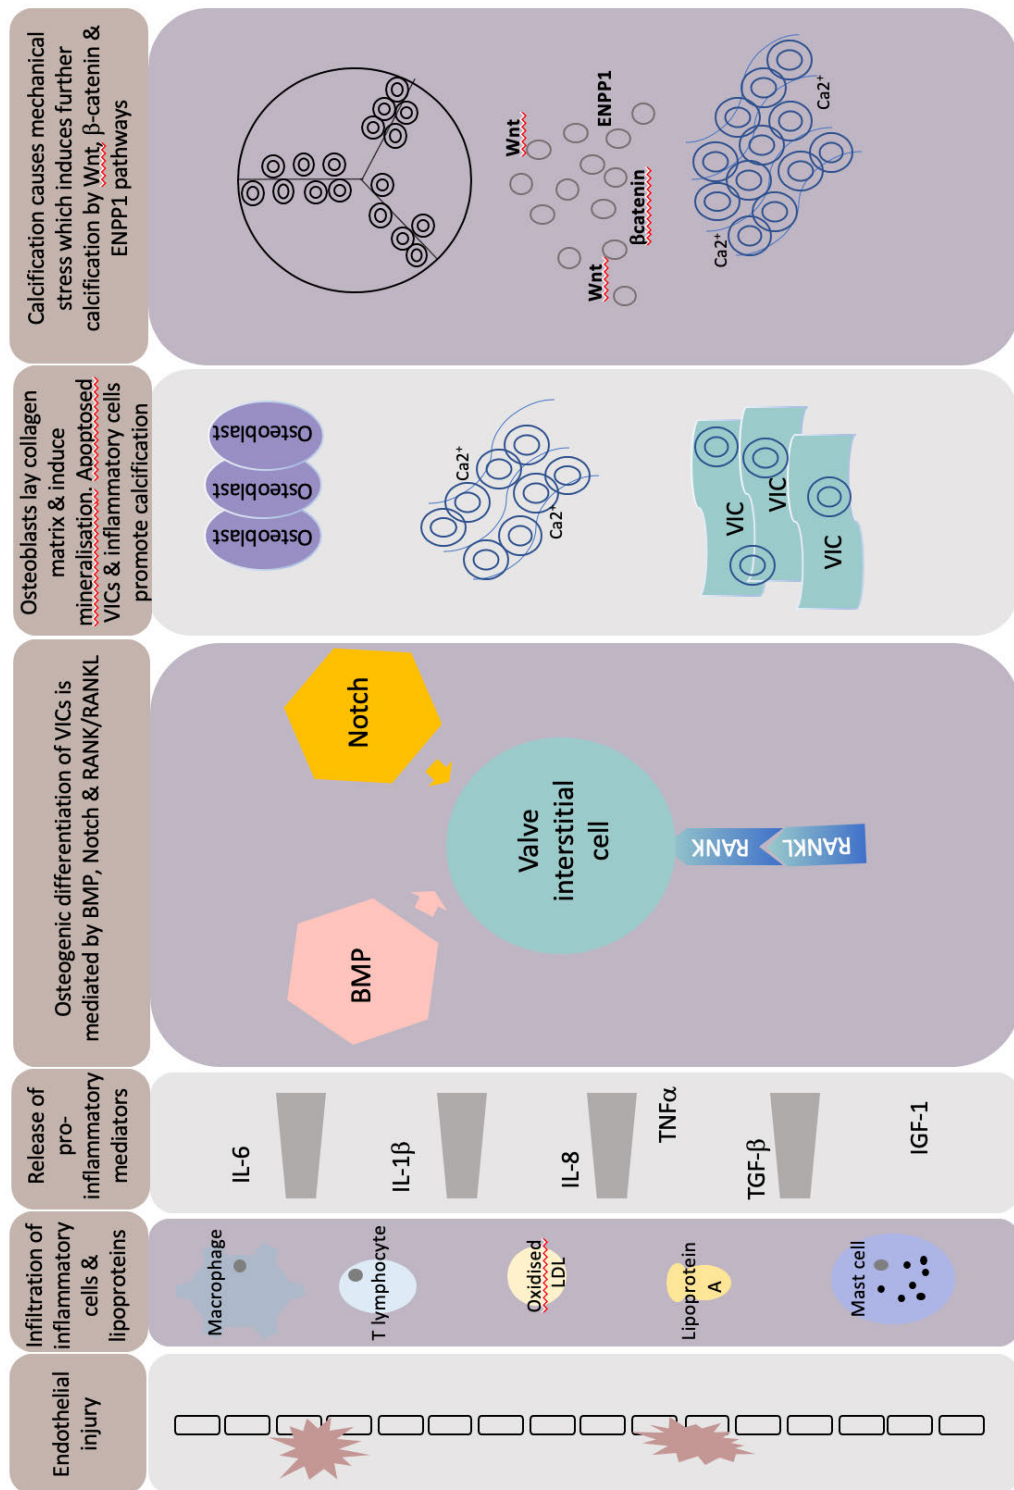 Endothelial
injury
Infiltration of
inflammatory
cells &
lipoproteins
Macrophage
T lymphocyte
Oxidised
LDL
Lipoprotein
A
Mast cell
Release of
pro-
inflammatory
mediators
IL-6
IL-1β
IL-8
TNFα
TGF-β
IGF-1
Osteogenic differentiation of VICs is
mediated by BMP, Notch & RANK/RANKL
BMP
Notch
Valve
interstitial
cell
RANK
RANKL
Osteoblasts lay collagen
matrix & induce
mineralisation. Apoptosed
VICs & inflammatory cells
promote calcification
Osteoblast
Osteoblast
Osteoblast
Ca2+
Ca2+
VIC
VIC
VIC
Calcification causes mechanical
stress which induces further
calcification by Wnt, β-catenin &
ENPP1 pathways
Wnt
ENPP1
Wnt
βcatenin
Ca2+
Ca2+